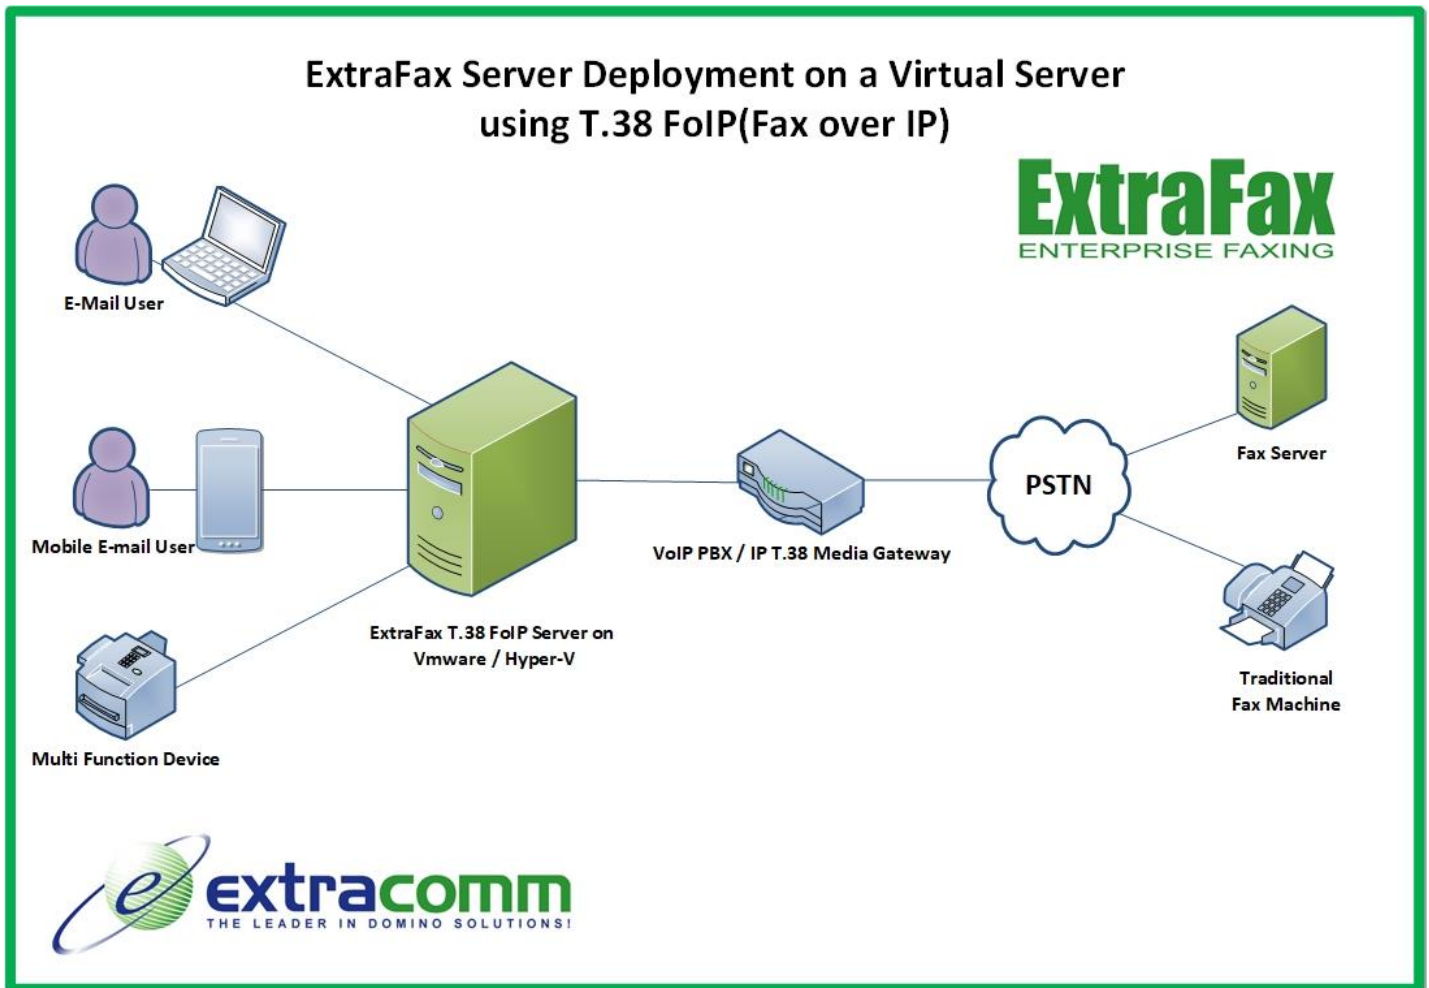 ExtraFax Server Deployment on a Virtual Server
using T.38 FoIP(Fax over IP)
ExtraFax
ENTERPRISE FAXING
E-Mail User
Mobile E-mail User
Multi Function Device
ExtraFax T.38 FoIP Server on
Vmware / Hyper-V
VoIP PBX / IP T.38 Media Gateway
PSTN
Fax Server
Traditional
Fax Machine
e
extracomm
THE LEADER IN DOMINO SOLUTIONS!